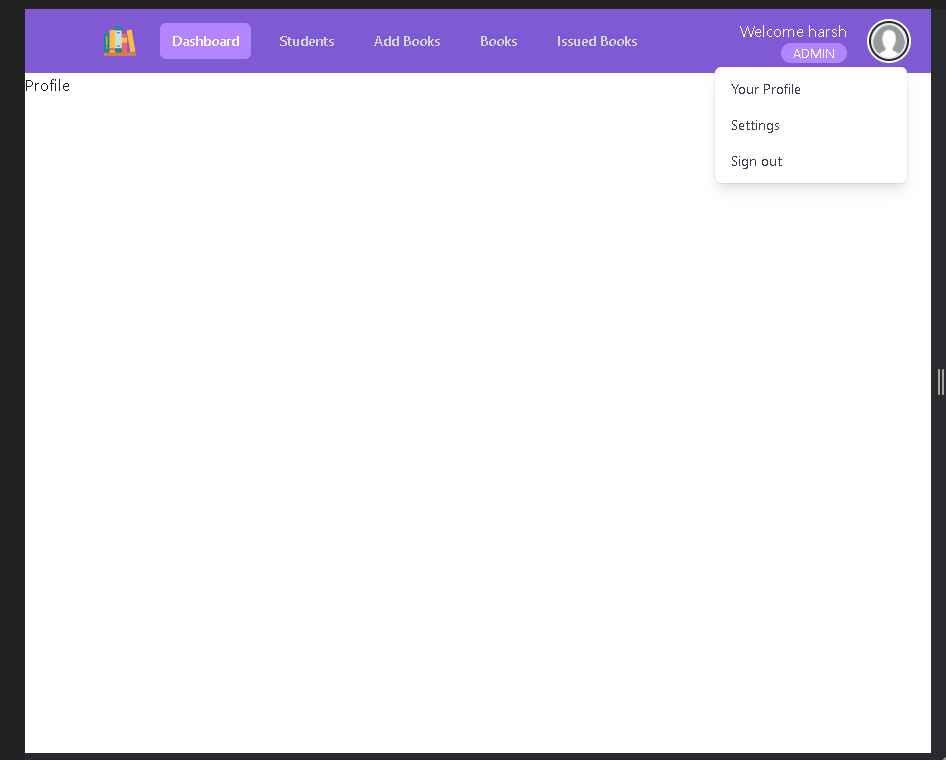 Dashboard Students Add Books Books Issued Books
Welcome harsh
ADMIN
Profile
Your Profile
Settings
Sign out